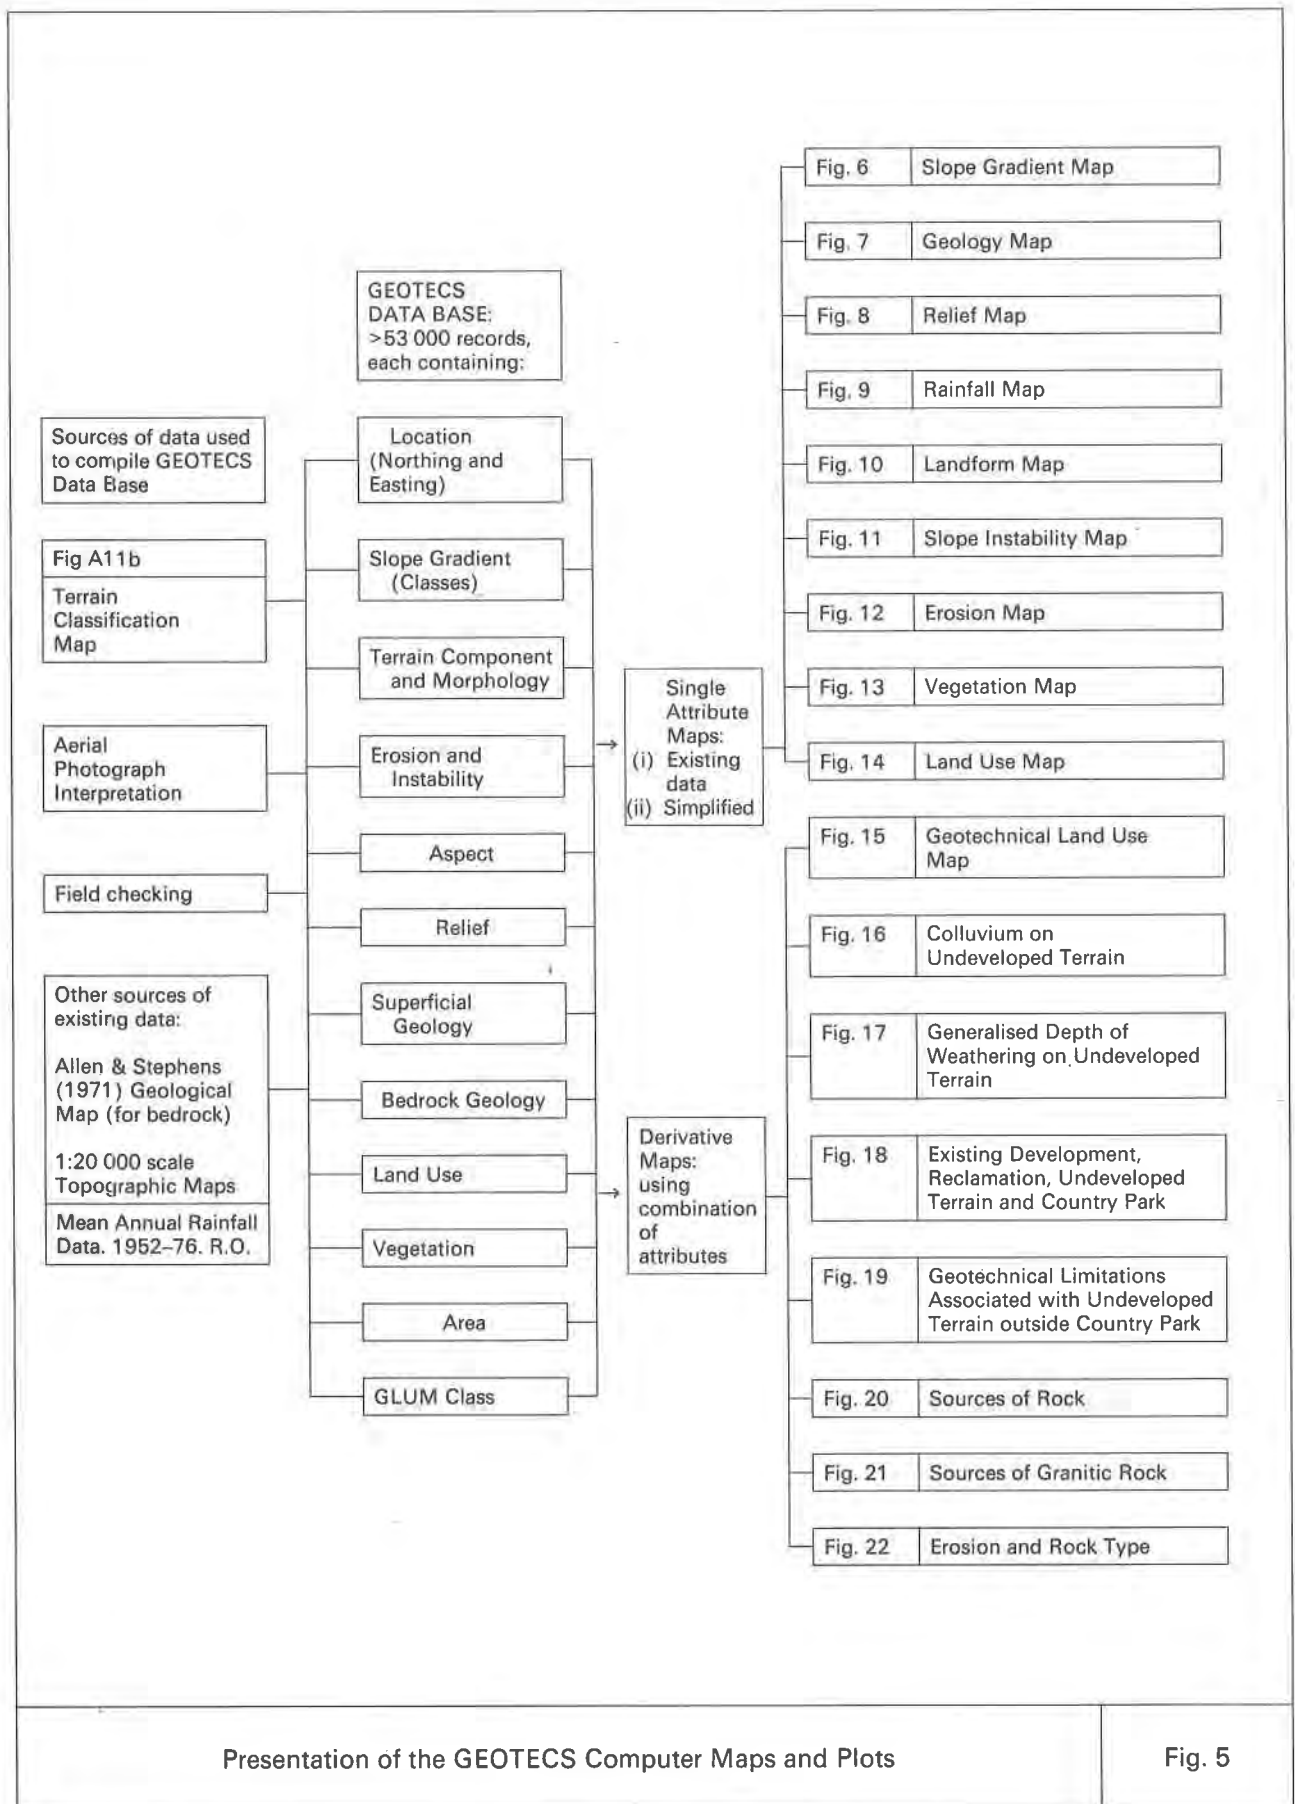 Fig. 6
Slope Gradient Map
Fig. 7
Geology Map
Fig. 8
Relief Map
Fig. 9
Rainfall Map
Fig. 10
Landform Map
Fig. 11
Slope Instability Map
Fig. 12
Erosion Map
Fig. 13
Vegetation Map
Fig. 14
Land Use Map
GEOTECS
DATA BASE:
>53 000 records,
each containing:
Sources of data used
to compile GEOTECS
Data Base
Fig A11b
Terrain
Classification
Map
Aerial
Photograph
Interpretation
Field checking
Other sources of
existing data:
Allen & Stephens
(1971) Geological
Map (for bedrock)
1:20 000 scale
Topographic Maps
Mean Annual Rainfall
Data. 1952–76. R.O.
Location
(Northing and
Easting)
Slope Gradient
(Classes)
Terrain Component
and Morphology
Erosion and
Instability
Aspect
Relief
Superficial
Geology
Bedrock Geology
Land Use
Vegetation
Area
GLUM Class
Single
Attribute
Maps:
(i) Existing
data
(ii) Simplified
Derivative
Maps:
using
combination
of
attributes
Fig. 15
Geotechnical Land Use
Map
Fig. 16
Colluvium on
Undeveloped Terrain
Fig. 17
Generalised Depth of
Weathering on Undeveloped
Terrain
Fig. 18
Existing Development,
Reclamation, Undeveloped
Terrain and Country Park
Fig. 19
Geotechnical Limitations
Associated with Undeveloped
Terrain outside Country Park
Fig. 20
Sources of Rock
Fig. 21
Sources of Granitic Rock
Fig. 22
Erosion and Rock Type
Presentation of the GEOTECS Computer Maps and Plots
Fig. 5